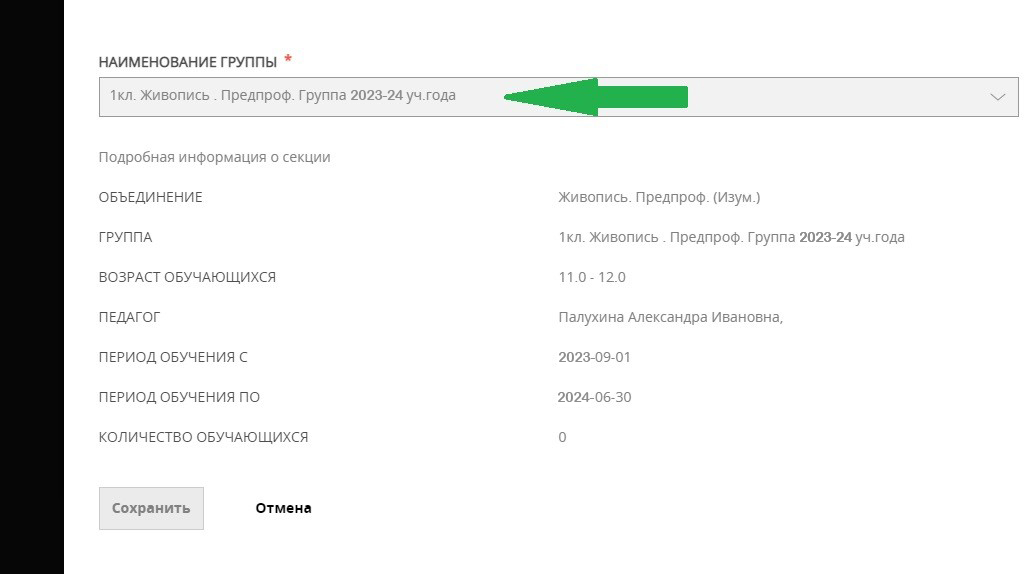 НАИМЕНОВАНИЕ ГРУППЫ *
1кл. Живопись . Предпроф. Группа 2023-24 уч.года
Подробная информация о секции
ОБЪЕДИНЕНИЕ Живопись. Предпроф. (Изум.)
ГРУППА 1кл. Живопись . Предпроф. Группа 2023-24 уч.года
ВОЗРАСТ ОБУЧАЮЩИХСЯ 11.0 - 12.0
ПЕДАГОГ Палухина Александра Ивановна,
ПЕРИОД ОБУЧЕНИЯ С 2023-09-01
ПЕРИОД ОБУЧЕНИЯ ПО 2024-06-30
КОЛИЧЕСТВО ОБУЧАЮЩИХСЯ 0
Сохранить Отмена